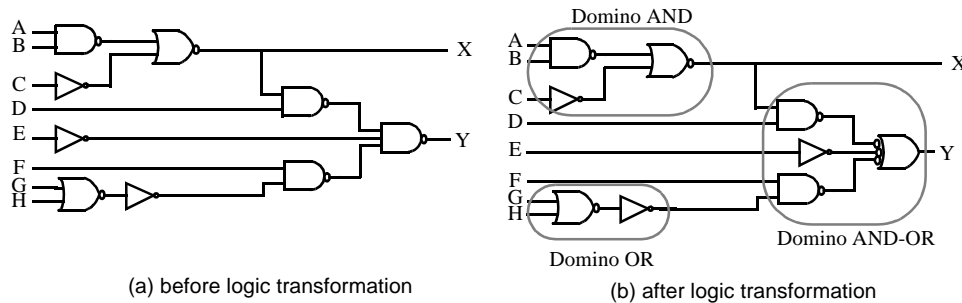 A
B
C
D
E
F
G
H
X
Y
(a) before logic transformation
Domino AND
A
B
C
D
E
F
G
H
X
Y
Domino OR
Domino AND-OR
(b) after logic transformation